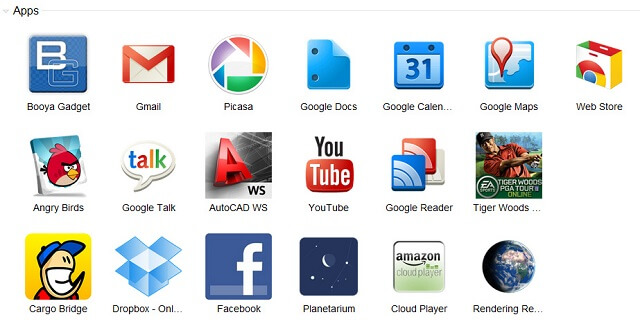 Apps
BG
31
Booya Gadget
Gmail
Picasa
Google Docs
Google Calen...
Google Maps
Web Store
talk
A
WS
You
Tube
EA
SPORTS
TIGER WOODS
PGA TOUR
ONLINE
Angry Birds
Google Talk
AutoCAD WS
YouTube
Google Reader
Tiger Woods ...
f
amazon
cloud player
Cargo Bridge
Dropbox - Onl...
Facebook
Planetarium
Cloud Player
Rendering Re...